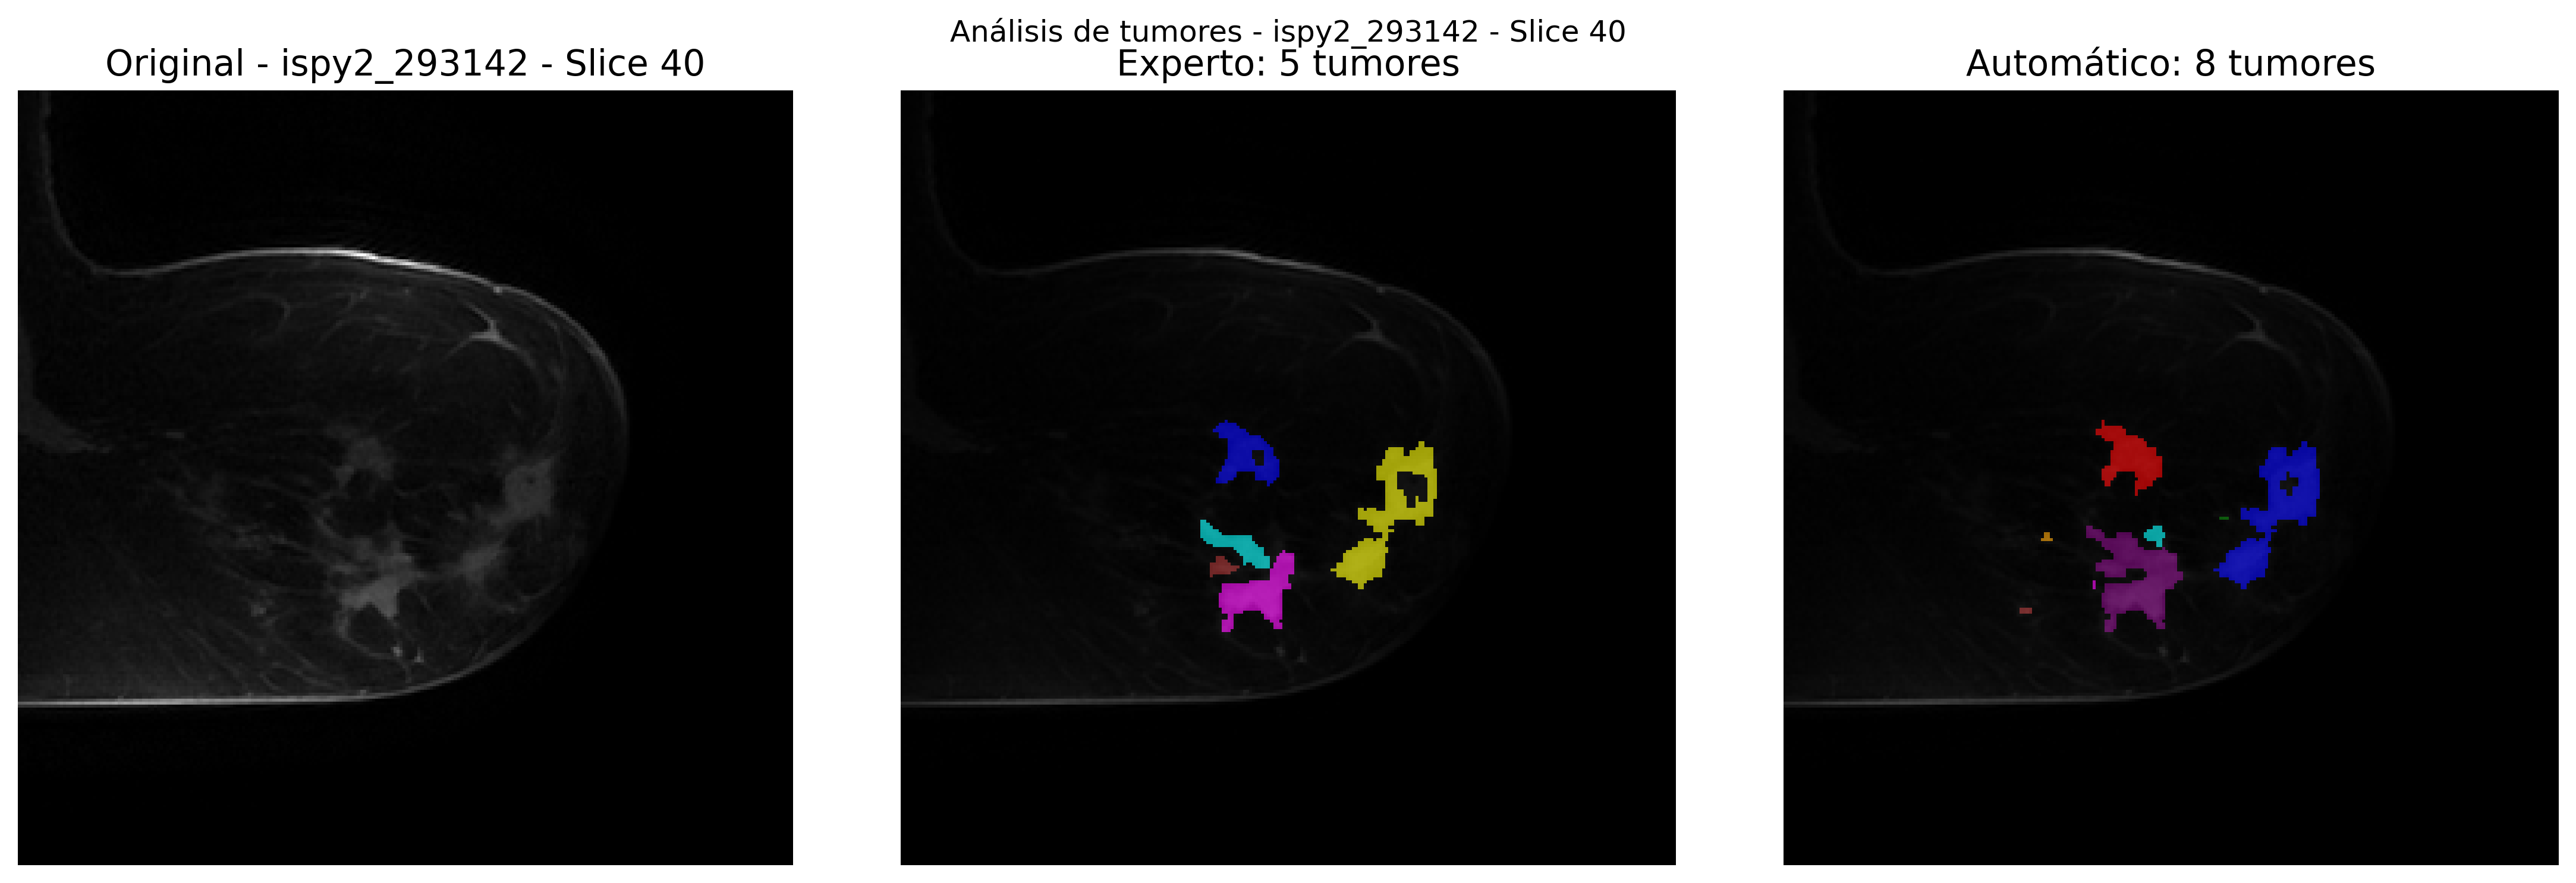 Análisis de tumores - ispy2_293142 - Slice 40
Original - ispy2_293142 - Slice 40
Experto: 5 tumores
Automático: 8 tumores